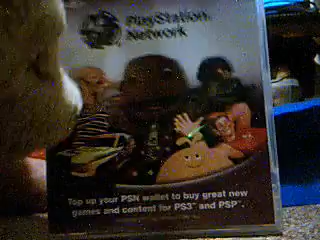 PlayStation®
Network
Top up your PSN wallet to buy great new
games and content for PS3™ and PSP™.